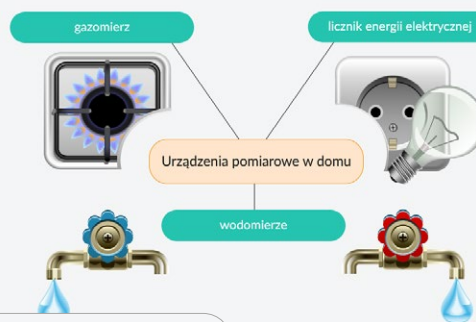 gazomierz
licznik energii elektrycznej
Urządzenia pomiarowe w domu
wodomierze